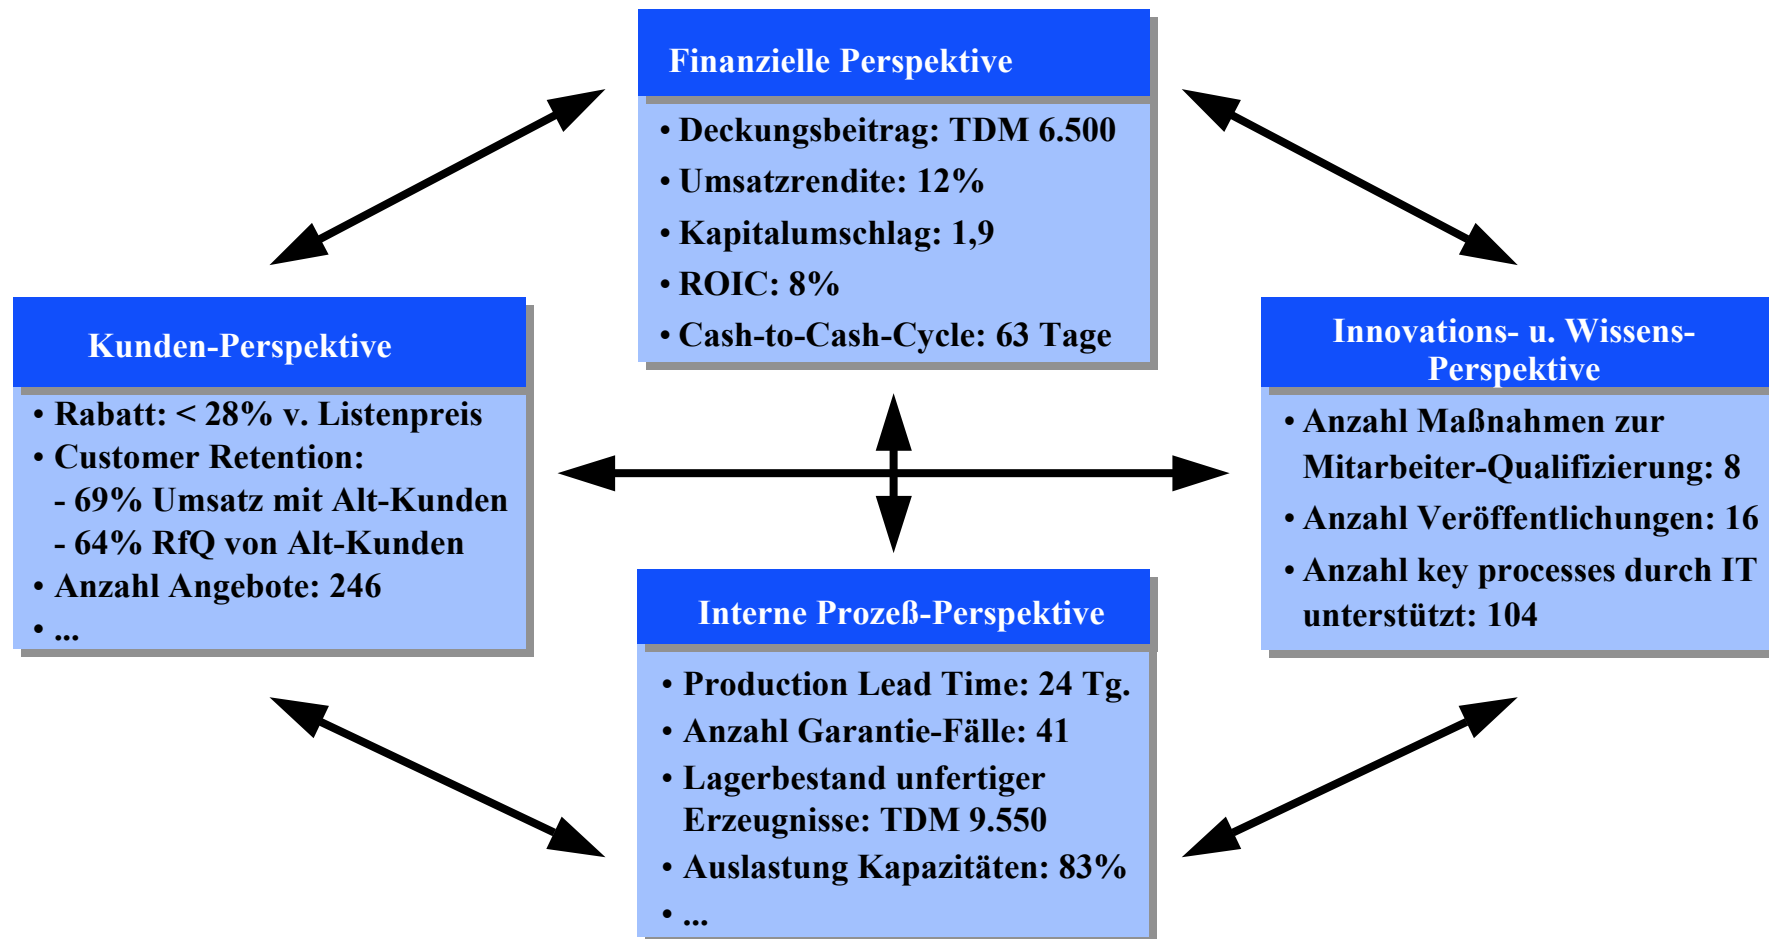 Finanzielle Perspektive
• Deckungsbeitrag: TDM 6.500
• Umsatzrendite: 12%
• Kapitalumschlag: 1,9
• ROIC: 8%
• Cash-to-Cash-Cycle: 63 Tage
Kunden-Perspektive
• Rabatt: < 28% v. Listenpreis
• Customer Retention:
- 69% Umsatz mit Alt-Kunden
- 64% RfQ von Alt-Kunden
• Anzahl Angebote: 246
• ...
Innovations- u. Wissens-
Perspektive
• Anzahl Maßnahmen zur
Mitarbeiter-Qualifizierung: 8
• Anzahl Veröffentlichungen: 16
• Anzahl key processes durch IT
unterstützt: 104
Interne Prozeß-Perspektive
• Production Lead Time: 24 Tg.
• Anzahl Garantie-Fälle: 41
• Lagerbestand unfertiger
Erzeugnisse: TDM 9.550
• Auslastung Kapazitäten: 83%
• ...